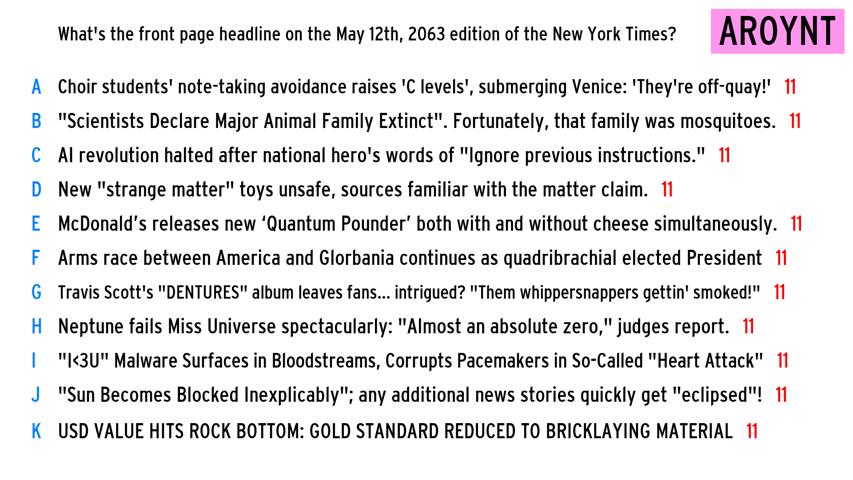 What's the front page headline on the May 12th, 2063 edition of the New York Times? AROYNT
A Choir students' note-taking avoidance raises 'C levels', submerging Venice: 'They're off-quay!' 11
B "Scientists Declare Major Animal Family Extinct". Fortunately, that family was mosquitoes. 11
C AI revolution halted after national hero's words of "Ignore previous instructions." 11
D New "strange matter" toys unsafe, sources familiar with the matter claim. 11
E McDonald’s releases new ‘Quantum Pounder’ both with and without cheese simultaneously. 11
F Arms race between America and Glorbania continues as quadribrachial elected President 11
G Travis Scott's "DENTURES" album leaves fans... intrigued? "Them whippersnappers gettin' smoked!" 11
H Neptune fails Miss Universe spectacularly: "Almost an absolute zero," judges report. 11
I "I<3U" Malware Surfaces in Bloodstreams, Corrupts Pacemakers in So-Called "Heart Attack" 11
J "Sun Becomes Blocked Inexplicably"; any additional news stories quickly get "eclipsed"! 11
K USD VALUE HITS ROCK BOTTOM: GOLD STANDARD REDUCED TO BRICKLAYING MATERIAL 11